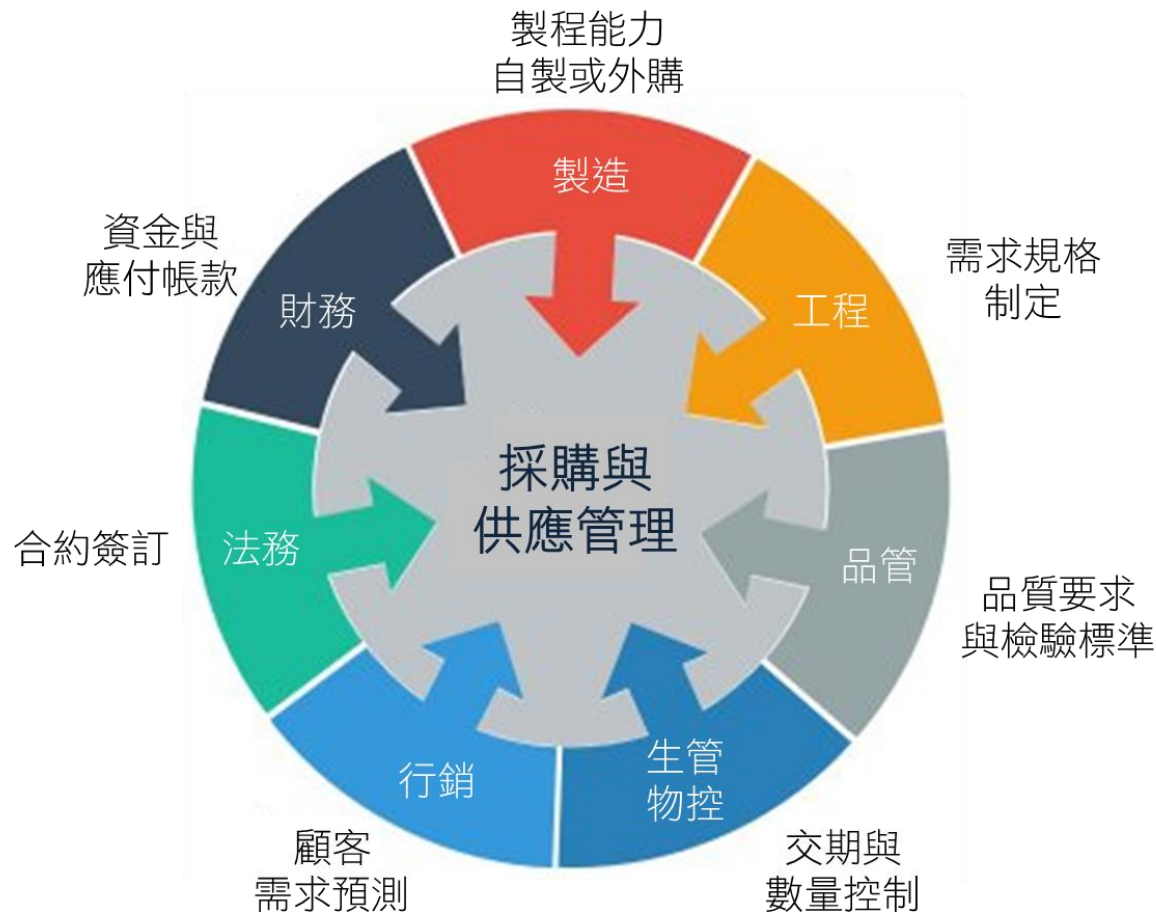 製程能力
自製或外購
製造
資金與
應付帳款
財務
工程
需求規格
制定
採購與
供應管理
合約簽訂
法務
品管
品質要求
與檢驗標準
行銷
生管
物控
顧客
需求預測
交期與
數量控制